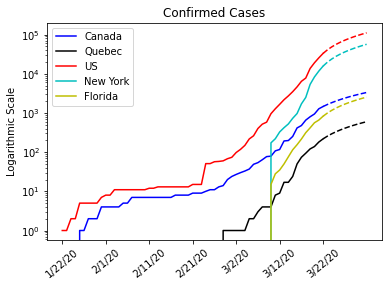 Confirmed Cases
Logarithmic Scale
10^5
10^4
10^3
10^2
10^1
10^0
Canada
Quebec
US
New York
Florida
1/22/20
2/1/20
2/11/20
2/21/20
3/2/20
3/12/20
3/22/20